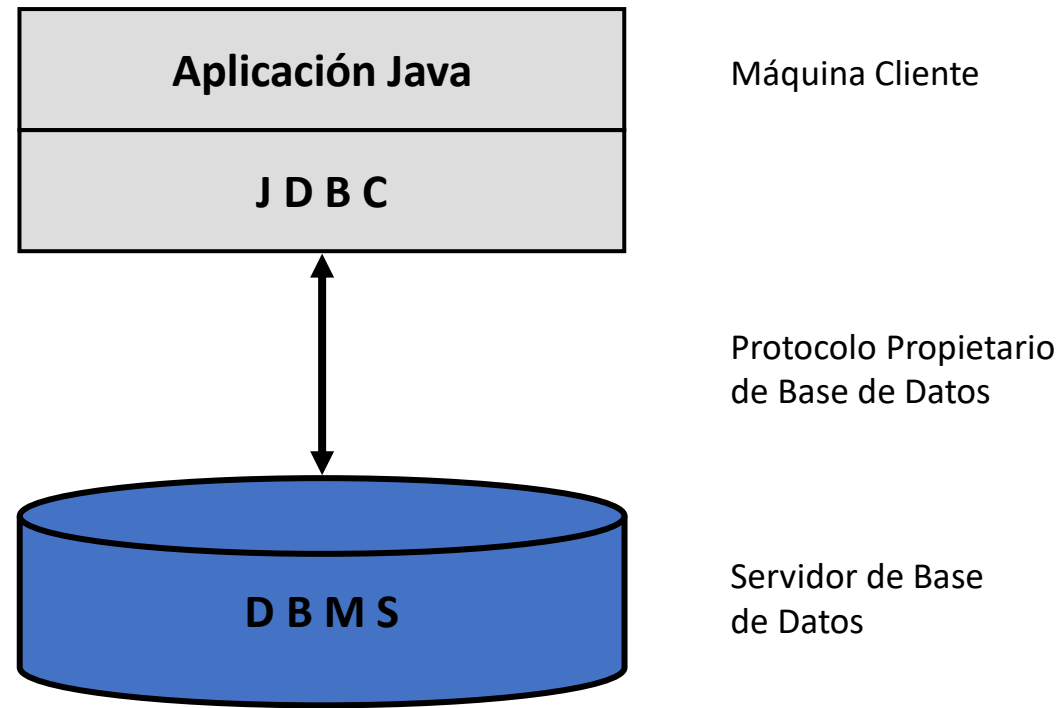 Aplicación Java
Máquina Cliente
J D B C
Protocolo Propietario
de Base de Datos
D B M S
Servidor de Base
de Datos